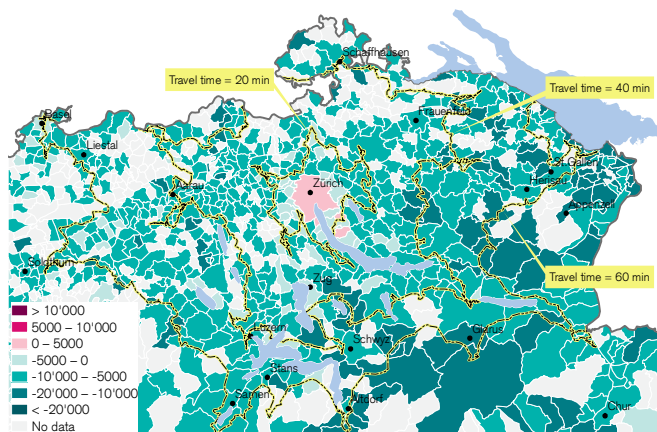 Schaffhausen
Travel time = 20 min
Travel time = 40 min
Basel
Frauenfeld
Liestal
St. Gallen
Aarau
Zürich
Herisau
Appenzell
Solothurn
Zug
Travel time = 60 min
> 10'000
5000 – 10'000
0 – 5000
-5000 – 0
-10'000 – -5000
-20'000 – -10'000
< -20'000
No data
Luzern
Schwyz
Glarus
Stans
Sarnen
Altdorf
Chur